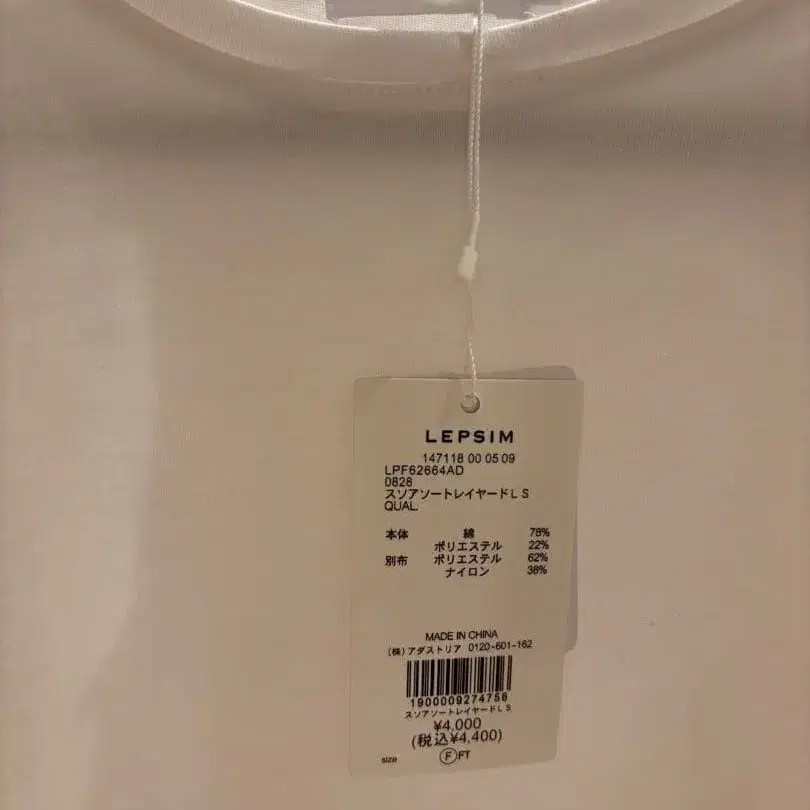 LEPSIM
147118 00 05 09
LPF62664AD
0828
スソアソートレイヤードL S
QUAL.
本体 綿 78%
ポリエステル 22%
別布 ポリエステル 62%
ナイロン 38%
MADE IN CHINA
(株)アダストリア 0120-601-162
1900009274756
スソアソートレイヤードL S
¥4,000
(税込¥4,400)
size F FT